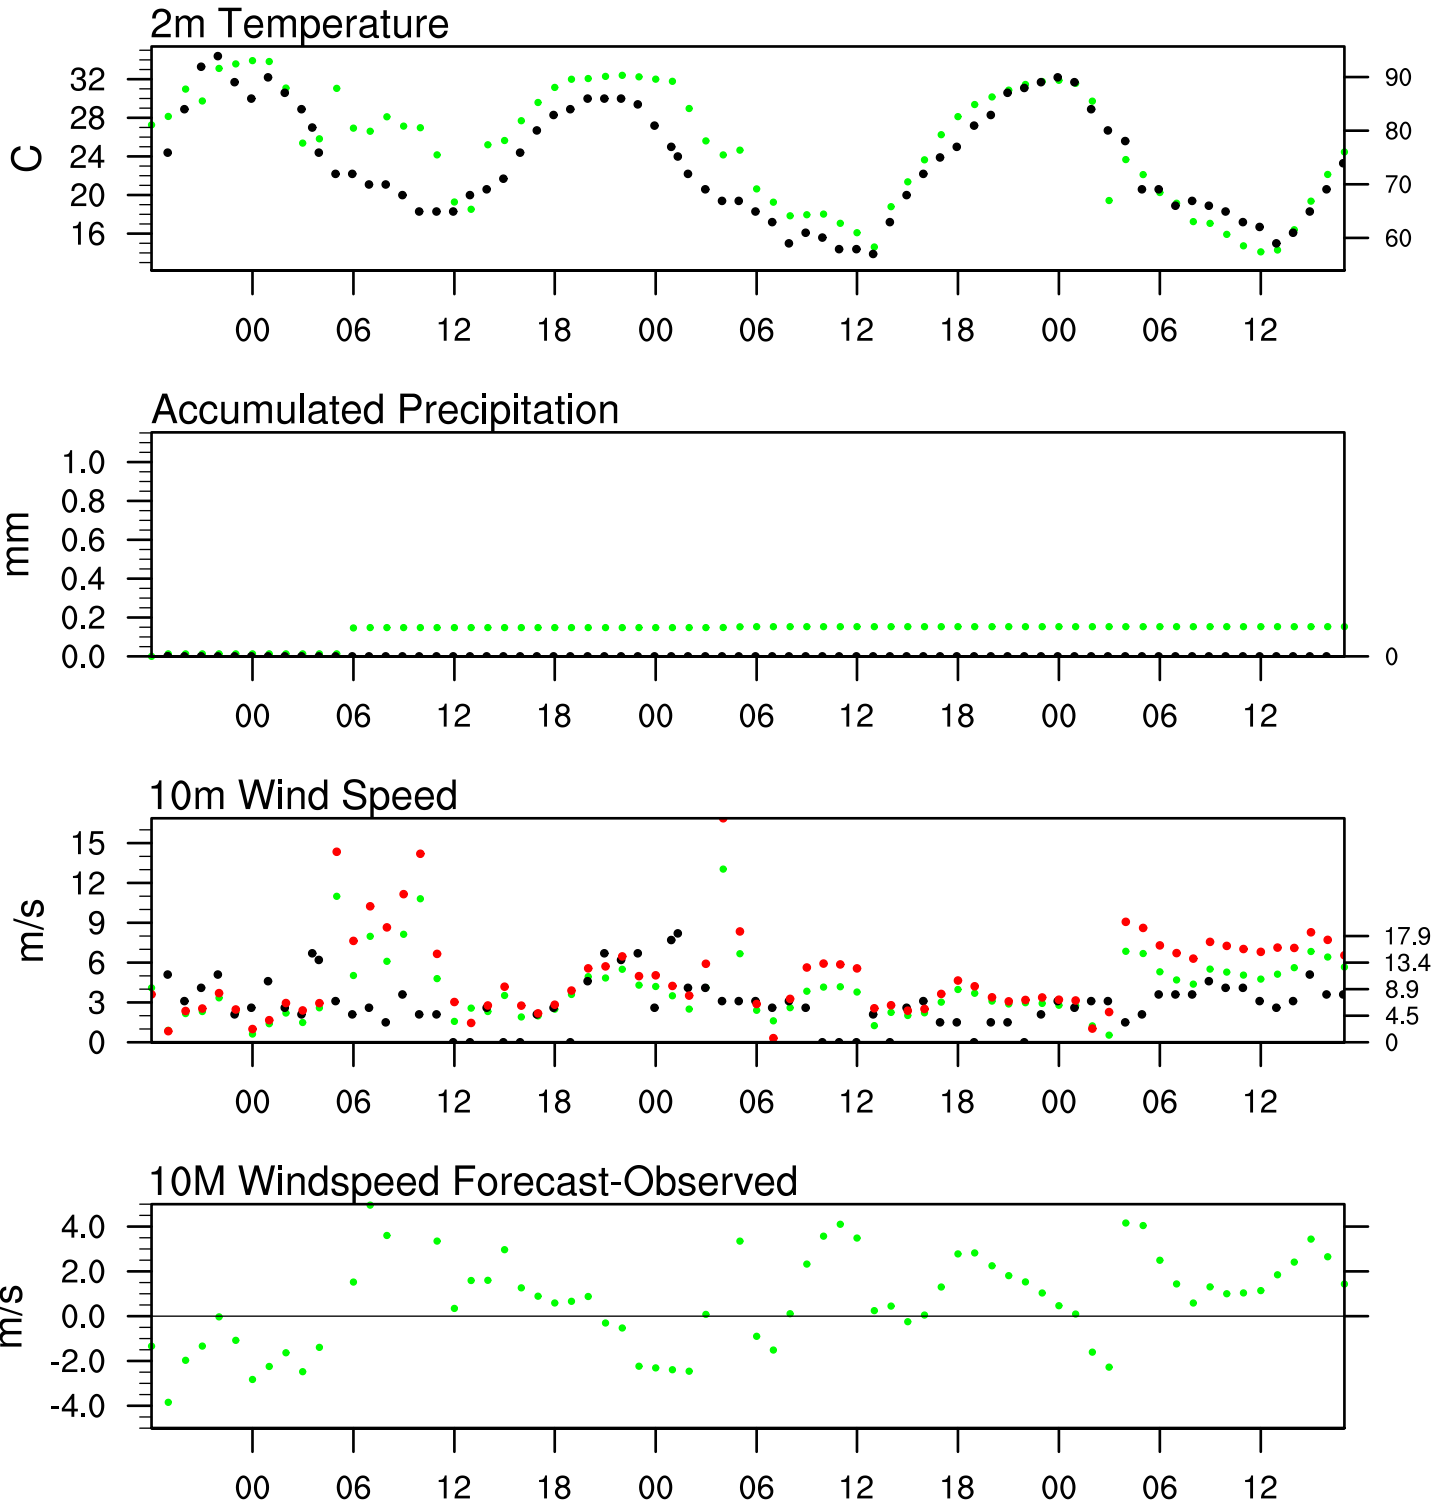 2m Temperature
32 90
28 80
C
24
20 70
16 60
00 06 12 18 00 06 12 18 00 06 12
Accumulated Precipitation
1.0
0.8
mm
0.6
0.4
0.2
0.0 0
00 06 12 18 00 06 12 18 00 06 12
10m Wind Speed
15
12
m/s
9 17.9
6 13.4
3 8.9
4.5
0 0
00 06 12 18 00 06 12 18 00 06 12
10M Windspeed Forecast-Observed
4.0
2.0
m/s
0.0
-2.0
-4.0
00 06 12 18 00 06 12 18 00 06 12